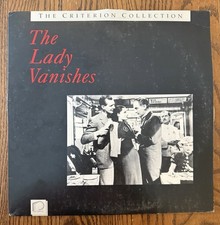 THE CRITERION COLLECTION
The
Lady
Vanishes